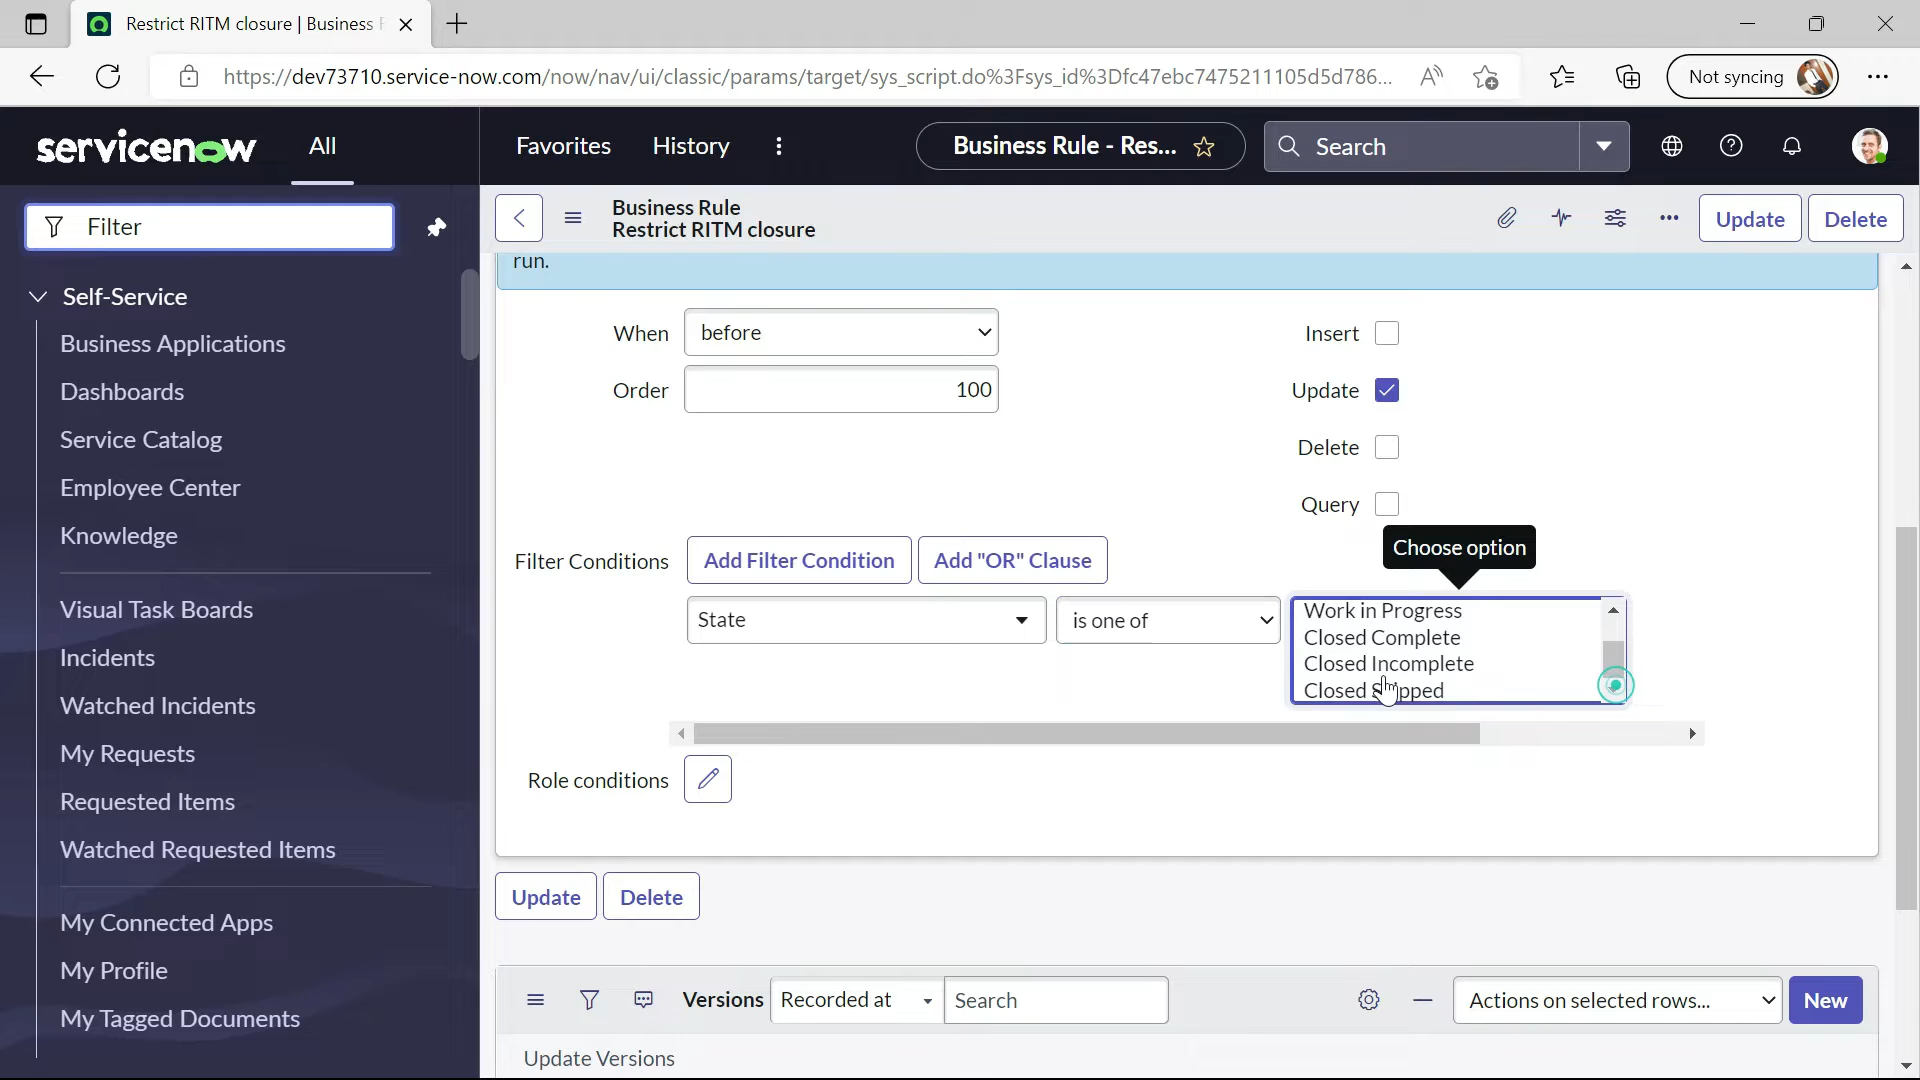 Restrict RITM closure | Business
https://dev73710.service-now.com/now/nav/ui/classic/params/target/sys_script.do%3Fsys_id%3Dfc47ebc7475211105d5d786...
Not syncing
servicenow
All
Favorites
History
Business Rule - Res...
Search
Filter
Business Rule
Restrict RITM closure
Update
Delete
Self-Service
Business Applications
Dashboards
Service Catalog
Employee Center
Knowledge
Visual Task Boards
Incidents
Watched Incidents
My Requests
Requested Items
Watched Requested Items
My Connected Apps
My Profile
My Tagged Documents
run.
When
before
Insert
Order
100
Update
Delete
Query
Choose option
Filter Conditions
Add Filter Condition
Add "OR" Clause
State
is one of
Work in Progress
Closed Complete
Closed Incomplete
Closed Skipped
Role conditions
Update
Delete
Versions
Recorded at
Search
Actions on selected rows...
New
Update Versions